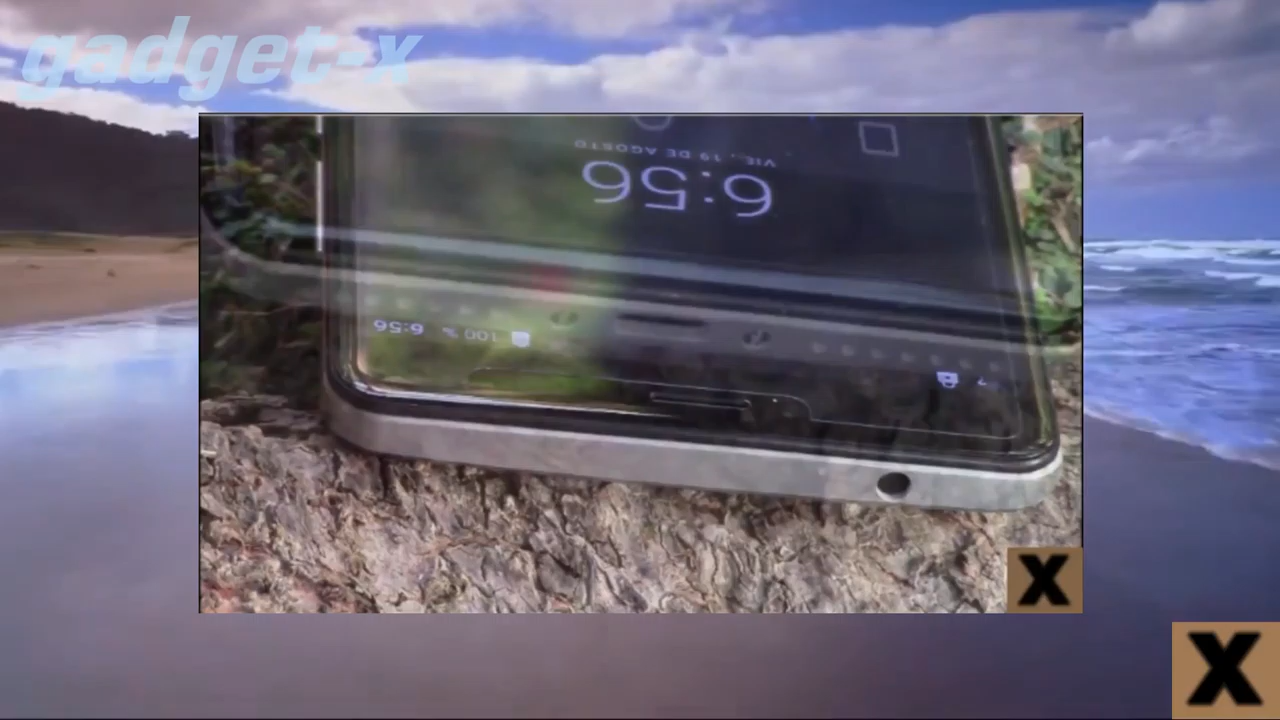 gadget-x
VIE., 19 DE AGOSTO
6:56
6:56 100 %
X
X